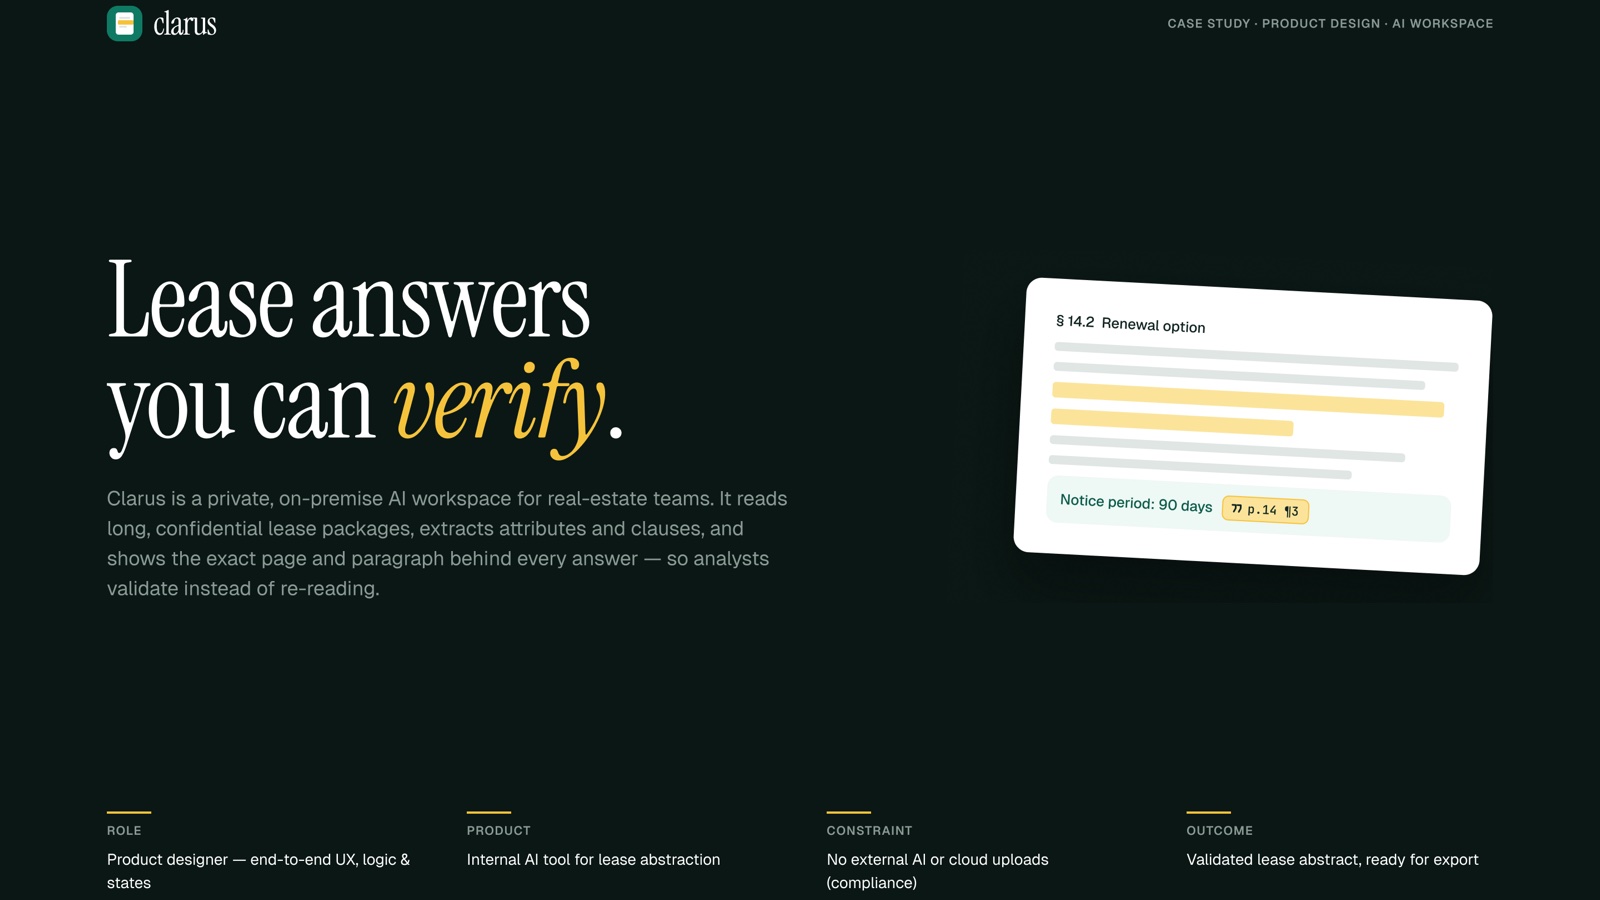 clarus
CASE STUDY · PRODUCT DESIGN · AI WORKSPACE
Lease answers
you can verify.
Clarus is a private, on-premise AI workspace for real-estate teams. It reads
long, confidential lease packages, extracts attributes and clauses, and
shows the exact page and paragraph behind every answer — so analysts
validate instead of re-reading.
§ 14.2 Renewal option
Notice period: 90 days
p.14 ¶3
ROLE
Product designer — end-to-end UX, logic &
states
PRODUCT
Internal AI tool for lease abstraction
CONSTRAINT
No external AI or cloud uploads
(compliance)
OUTCOME
Validated lease abstract, ready for export